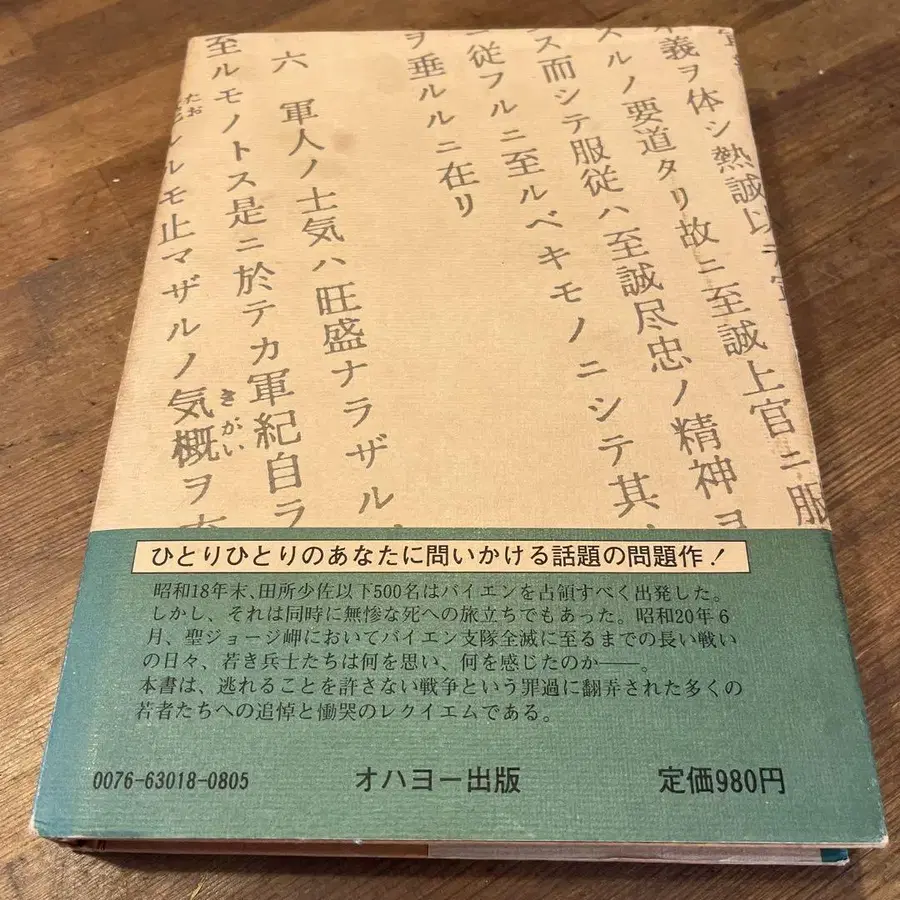 義ヲ体シ熱誠以テ
スルノ要道タリ故ニ至誠上官ニ服
ス而シテ服従ハ至誠尽忠ノ精神ヨ
ニ従フルニ至ルベキモノニシテ其
ヲ垂ルルニ在リ
六 軍人ノ士気ハ旺盛ナラザル
至ルモノトス是ニ於テカ軍紀自ラ
ルルモ止マザルノ気概ヲ
たお
きがい
ひとりひとりのあなたに問いかける話題の問題作!
昭和18年末、田所少佐以下500名はバイエンを占領すべく出発した。
しかし、それは同時に無惨な死への旅立ちでもあった。昭和20年6
月、聖ジョージ岬においてバイエン支隊全滅に至るまでの長い戦い
の日々、若き兵士たちは何を思い、何を感じたのか――。
本書は、逃れることを許さない戦争という罪過に翻弄された多くの
若者たちへの追悼と慟哭のレクイエムである。
0076-63018-0805
オハヨー出版
定価980円